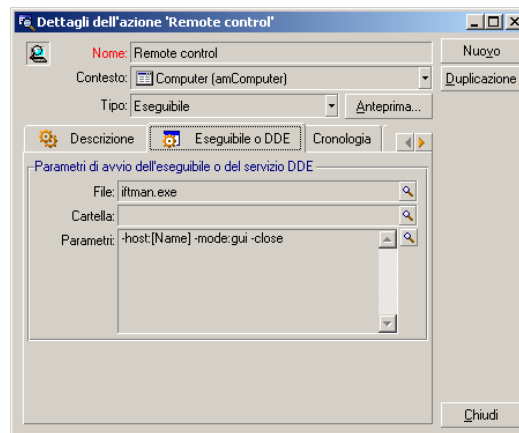 Dettagli dell'azione 'Remote control'
Nome: Remote control
Nuovo
Contesto: Computer (amComputer)
Duplicazione
Tipo: Eseguibile
Anteprima...
Descrizione Eseguibile o DDE Cronologia
Parametri di avvio dell'eseguibile o del servizio DDE
File: iftman.exe
Cartella:
Parametri: -host:[Name] -mode:gui -close
Chiudi